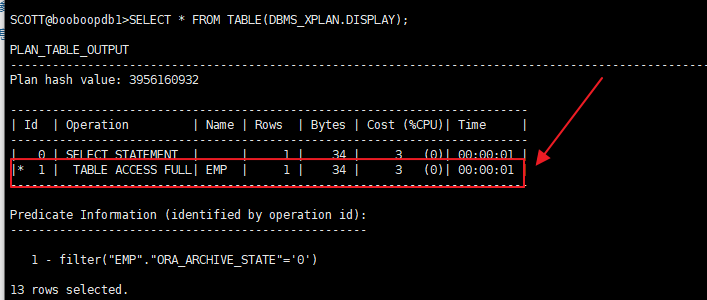 SCOTT@booboopdb1>SELECT * FROM TABLE(DBMS_XPLAN.DISPLAY);
PLAN_TABLE_OUTPUT
--------------------------------------------------------------------------------------------------
Plan hash value: 3956160932
--------------------------------------------------------------------------
| Id  | Operation         | Name | Rows  | Bytes | Cost (%CPU)| Time     |
--------------------------------------------------------------------------
|   0 | SELECT STATEMENT  |      |     1 |    34 |     3   (0)| 00:00:01 |
|*  1 |  TABLE ACCESS FULL| EMP  |     1 |    34 |     3   (0)| 00:00:01 |
--------------------------------------------------------------------------
Predicate Information (identified by operation id):
---------------------------------------------------
1 - filter("EMP"."ORA_ARCHIVE_STATE"='0')
13 rows selected.